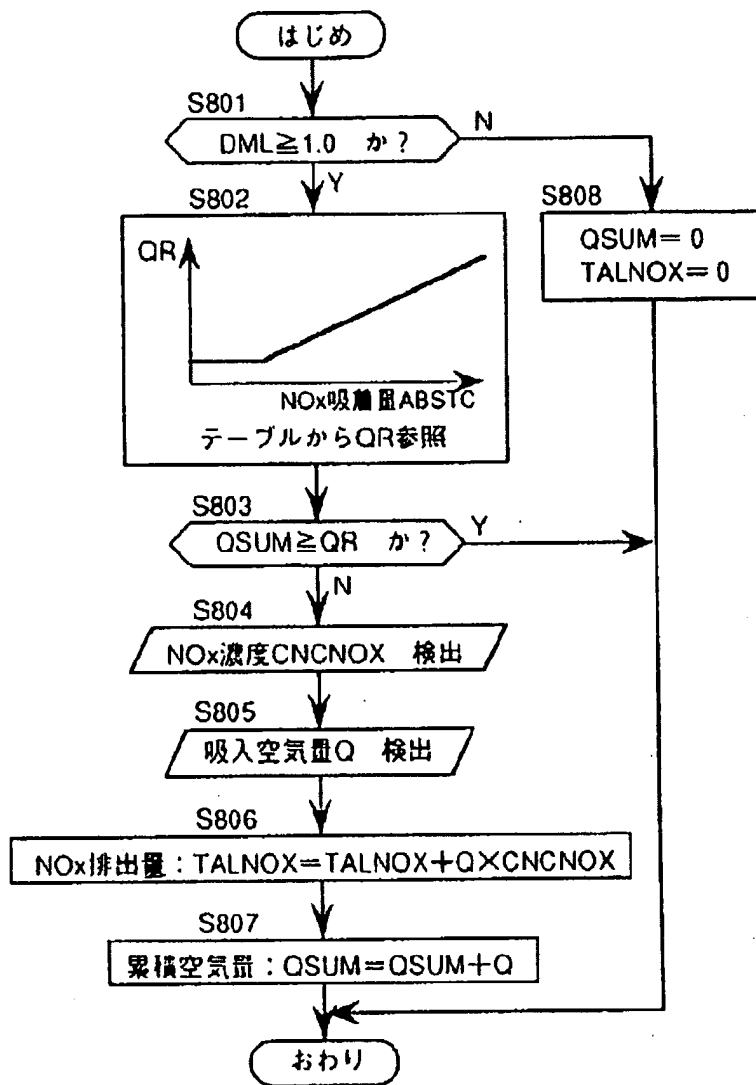 はじめ
S801
DML≧1.0 か?
N
Y
S802
QR
NOx吸着量ABSTC
テーブルからQR参照
S808
QSUM=0
TALNOX=0
S803
QSUM≧QR か?
Y
N
S804
NOx濃度CNCNOX 検出
S805
吸入空気量Q 検出
S806
NOx排出量:TALNOX=TALNOX+Q×CNCNOX
S807
累積空気量:QSUM=QSUM+Q
おわり